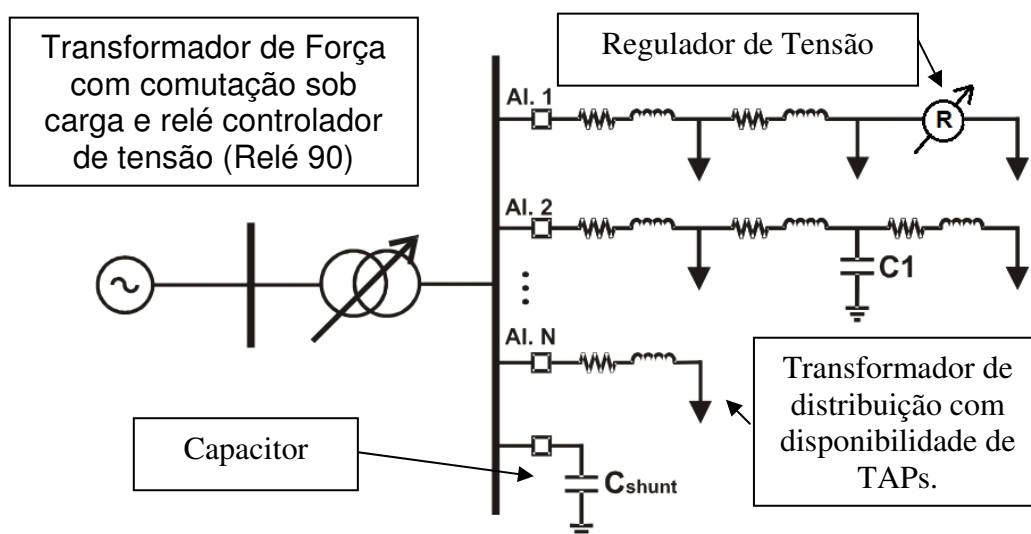 Transformador de Força
com comutação sob
carga e relé controlador
de tensão (Relé 90)
Regulador de Tensão
Al. 1
R
Al. 2
C1
Al. N
Transformador de
distribuição com
disponibilidade de
TAPs.
Capacitor
Cshunt